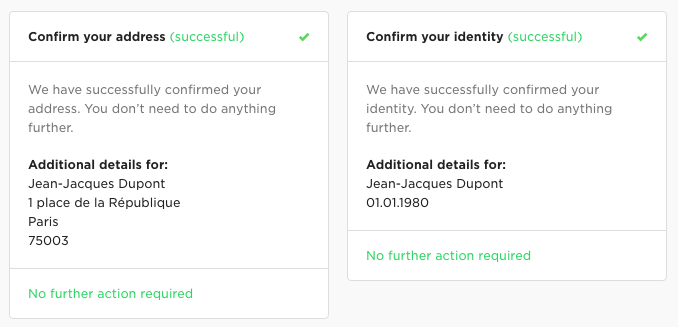 Confirm your address (successful)
We have successfully confirmed your
address. You don’t need to do anything
further.
Additional details for:
Jean-Jacques Dupont
1 place de la République
Paris
75003
No further action required
Confirm your identity (successful)
We have successfully confirmed your
identity. You don’t need to do anything
further.
Additional details for:
Jean-Jacques Dupont
01.01.1980
No further action required